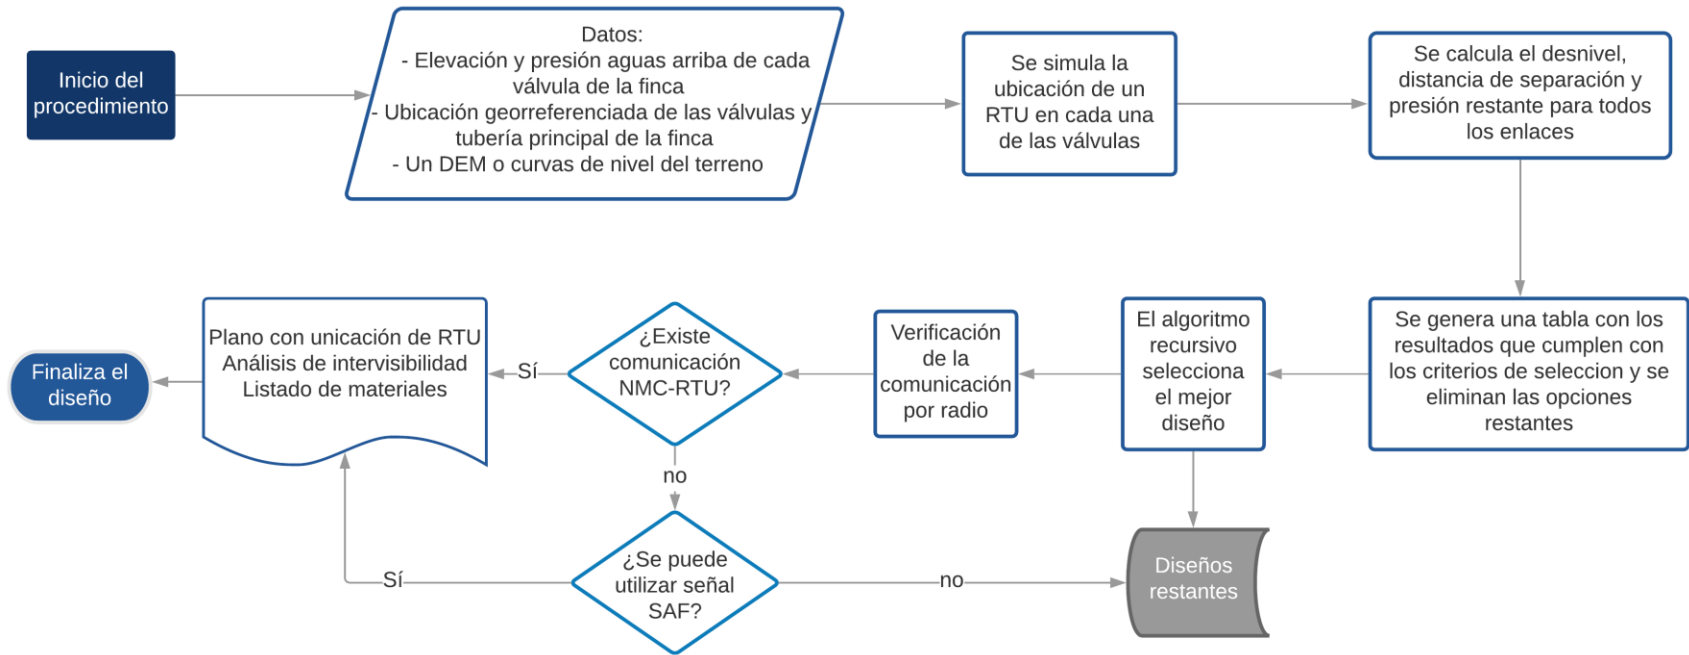 Inicio del
procedimiento
Datos:
- Elevación y presión aguas arriba de cada
válvula de la finca
- Ubicación georreferenciada de las válvulas y
tubería principal de la finca
- Un DEM o curvas de nivel del terreno
Se simula la
ubicación de un
RTU en cada una
de las válvulas
Se calcula el desnivel,
distancia de separación y
presión restante para todos
los enlaces
Se genera una tabla con los
resultados que cumplen con
los criterios de seleccion y se
eliminan las opciones
restantes
El algoritmo
recursivo
selecciona
el mejor
diseño
Verificación
de la
comunicación
por radio
¿Existe
comunicación
NMC-RTU?
Sí
Plano con unicación de RTU
Análisis de intervisibilidad
Listado de materiales
Finaliza el
diseño
no
¿Se puede
utilizar señal
SAF?
Sí
no
Diseños
restantes